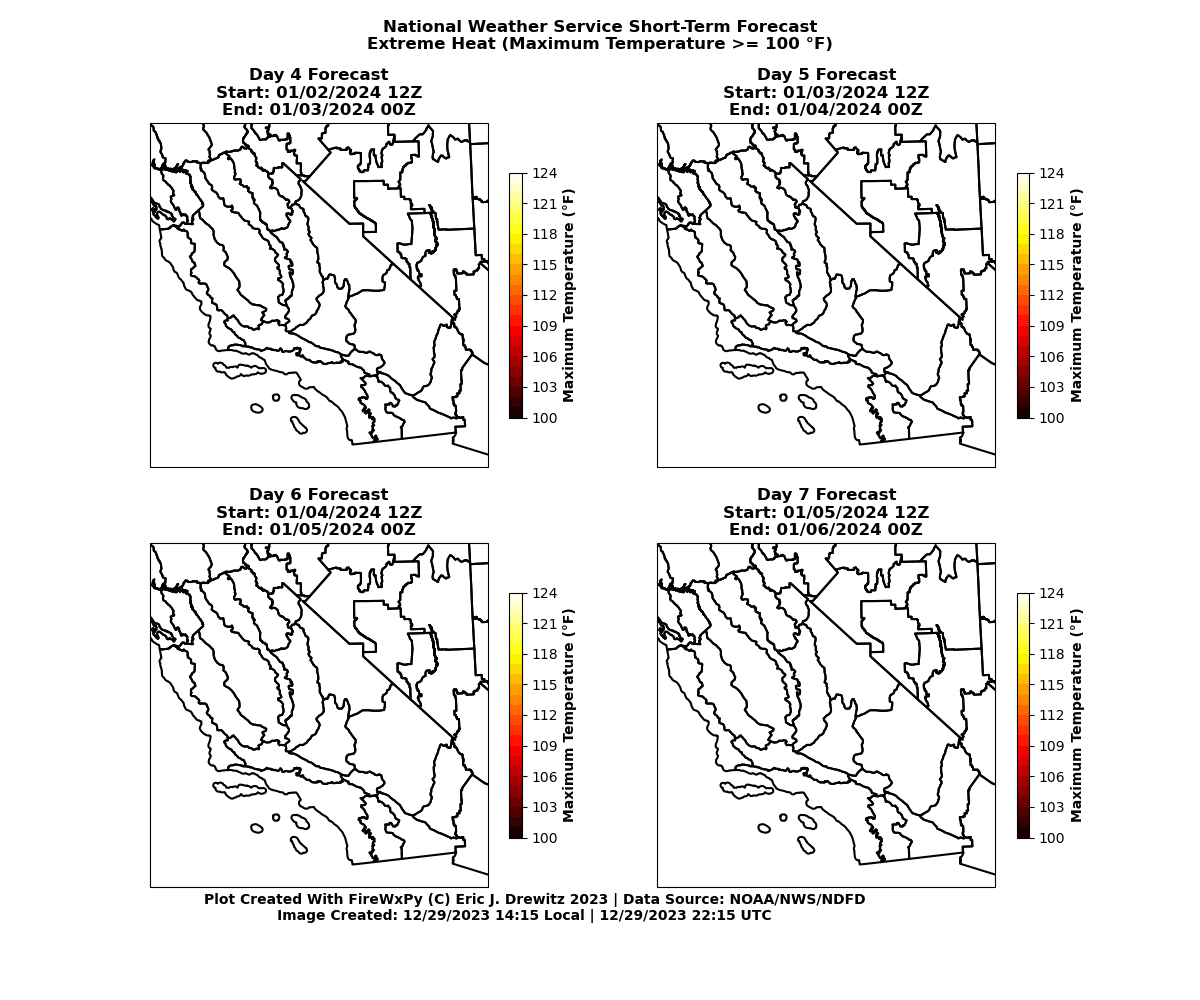 National Weather Service Short-Term Forecast
Extreme Heat (Maximum Temperature >= 100 °F)
Day 4 Forecast
Start: 01/02/2024 12Z
End: 01/03/2024 00Z
124
121
118
115
112
109
106
103
100
Maximum Temperature (°F)
Day 5 Forecast
Start: 01/03/2024 12Z
End: 01/04/2024 00Z
124
121
118
115
112
109
106
103
100
Maximum Temperature (°F)
Day 6 Forecast
Start: 01/04/2024 12Z
End: 01/05/2024 00Z
124
121
118
115
112
109
106
103
100
Maximum Temperature (°F)
Day 7 Forecast
Start: 01/05/2024 12Z
End: 01/06/2024 00Z
124
121
118
115
112
109
106
103
100
Maximum Temperature (°F)
Plot Created With FireWxPy (C) Eric J. Drewitz 2023 | Data Source: NOAA/NWS/NDFD
Image Created: 12/29/2023 14:15 Local | 12/29/2023 22:15 UTC